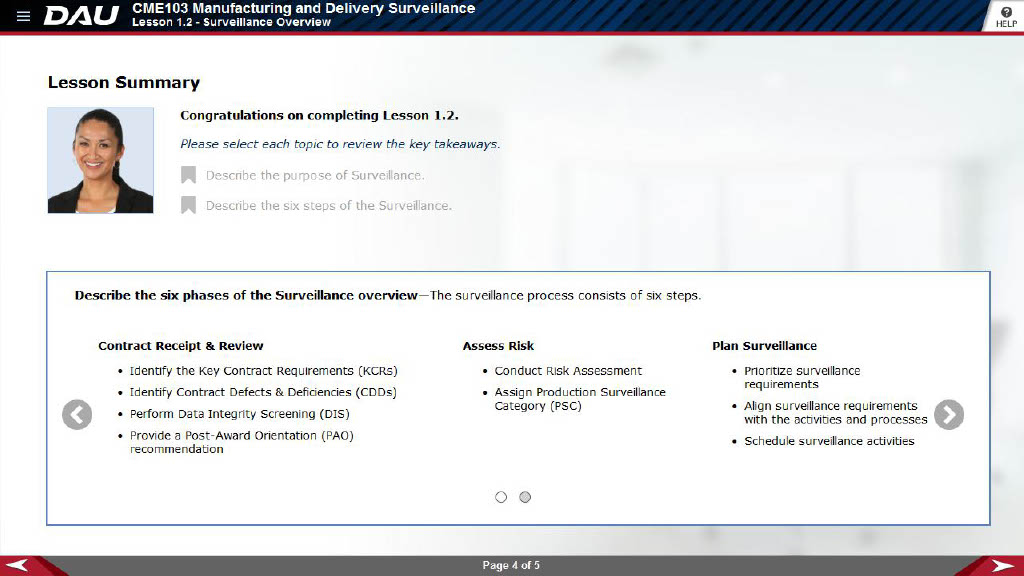 DAU
CME103 Manufacturing and Delivery Surveillance
Lesson 1.2 - Surveillance Overview
HELP
Lesson Summary
Congratulations on completing Lesson 1.2.
Please select each topic to review the key takeaways.
Describe the purpose of Surveillance.
Describe the six steps of the Surveillance.
Describe the six phases of the Surveillance overview—The surveillance process consists of six steps.
Contract Receipt & Review
• Identify the Key Contract Requirements (KCRs)
• Identify Contract Defects & Deficiencies (CDDs)
• Perform Data Integrity Screening (DIS)
• Provide a Post-Award Orientation (PAO)
recommendation
Assess Risk
• Conduct Risk Assessment
• Assign Production Surveillance
Category (PSC)
Plan Surveillance
• Prioritize surveillance
requirements
• Align surveillance requirements
with the activities and processes
• Schedule surveillance activities
Page 4 of 5